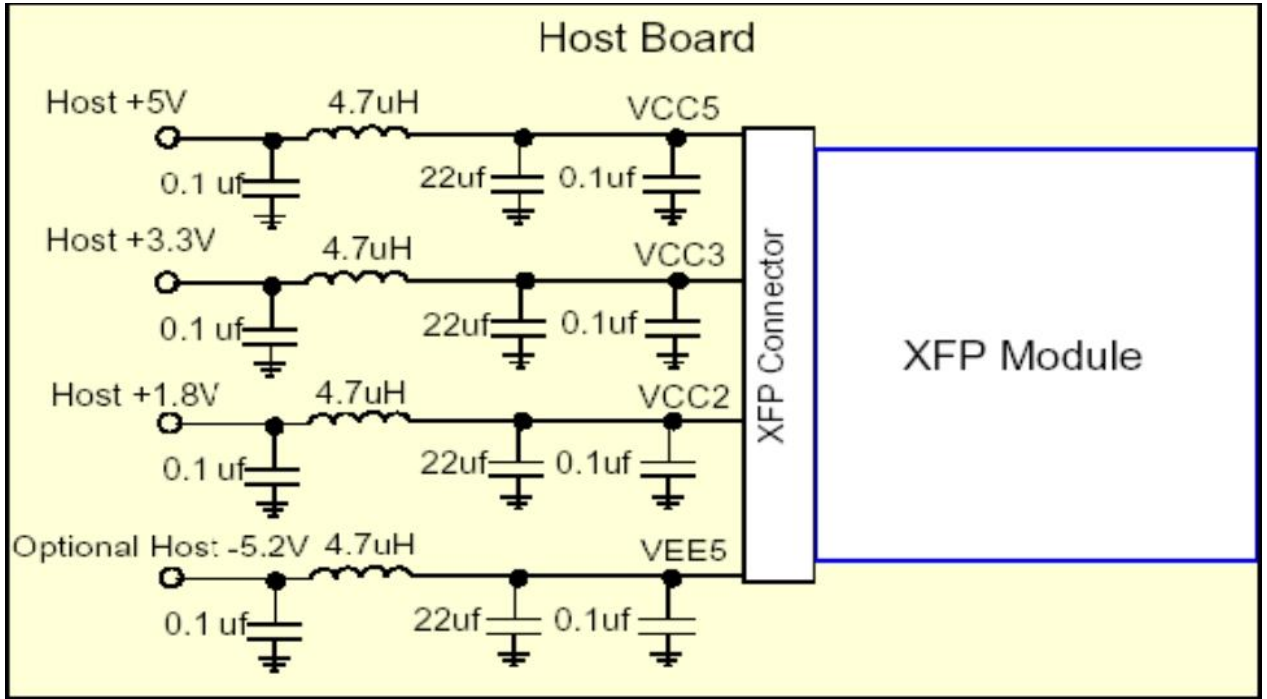 Host Board
Host +5V 4.7uH VCC5
0.1 uf 22uf 0.1uf
Host +3.3V 4.7uH VCC3
0.1 uf 22uf 0.1uf
Host +1.8V 4.7uH VCC2
0.1 uf 22uf 0.1uf
Optional Host -5.2V 4.7uH VEE5
0.1 uf 22uf 0.1uf
XFP Connector
XFP Module